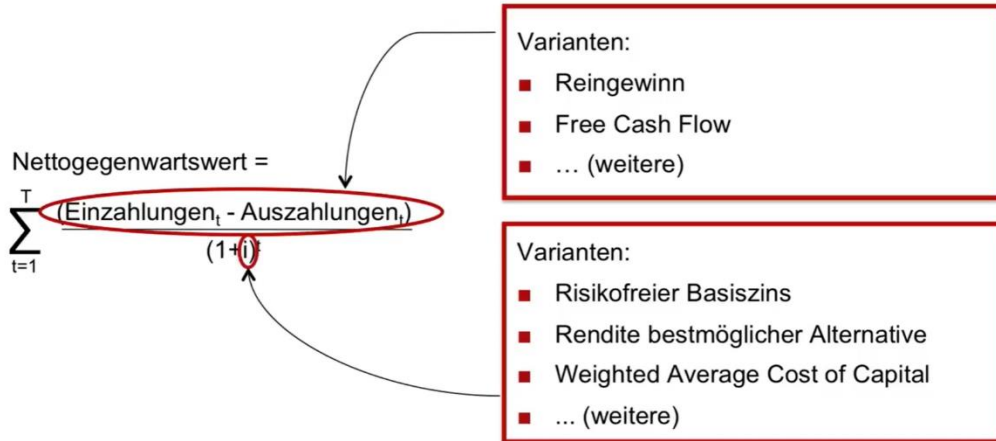 Nettogegenwartswert =
T
∑ (Einzahlungen_t - Auszahlungen_t)
t=1
(1+i)^t
Varianten:
■ Reingewinn
■ Free Cash Flow
■ ... (weitere)
Varianten:
■ Risikofreier Basiszins
■ Rendite bestmöglicher Alternative
■ Weighted Average Cost of Capital
■ ... (weitere)